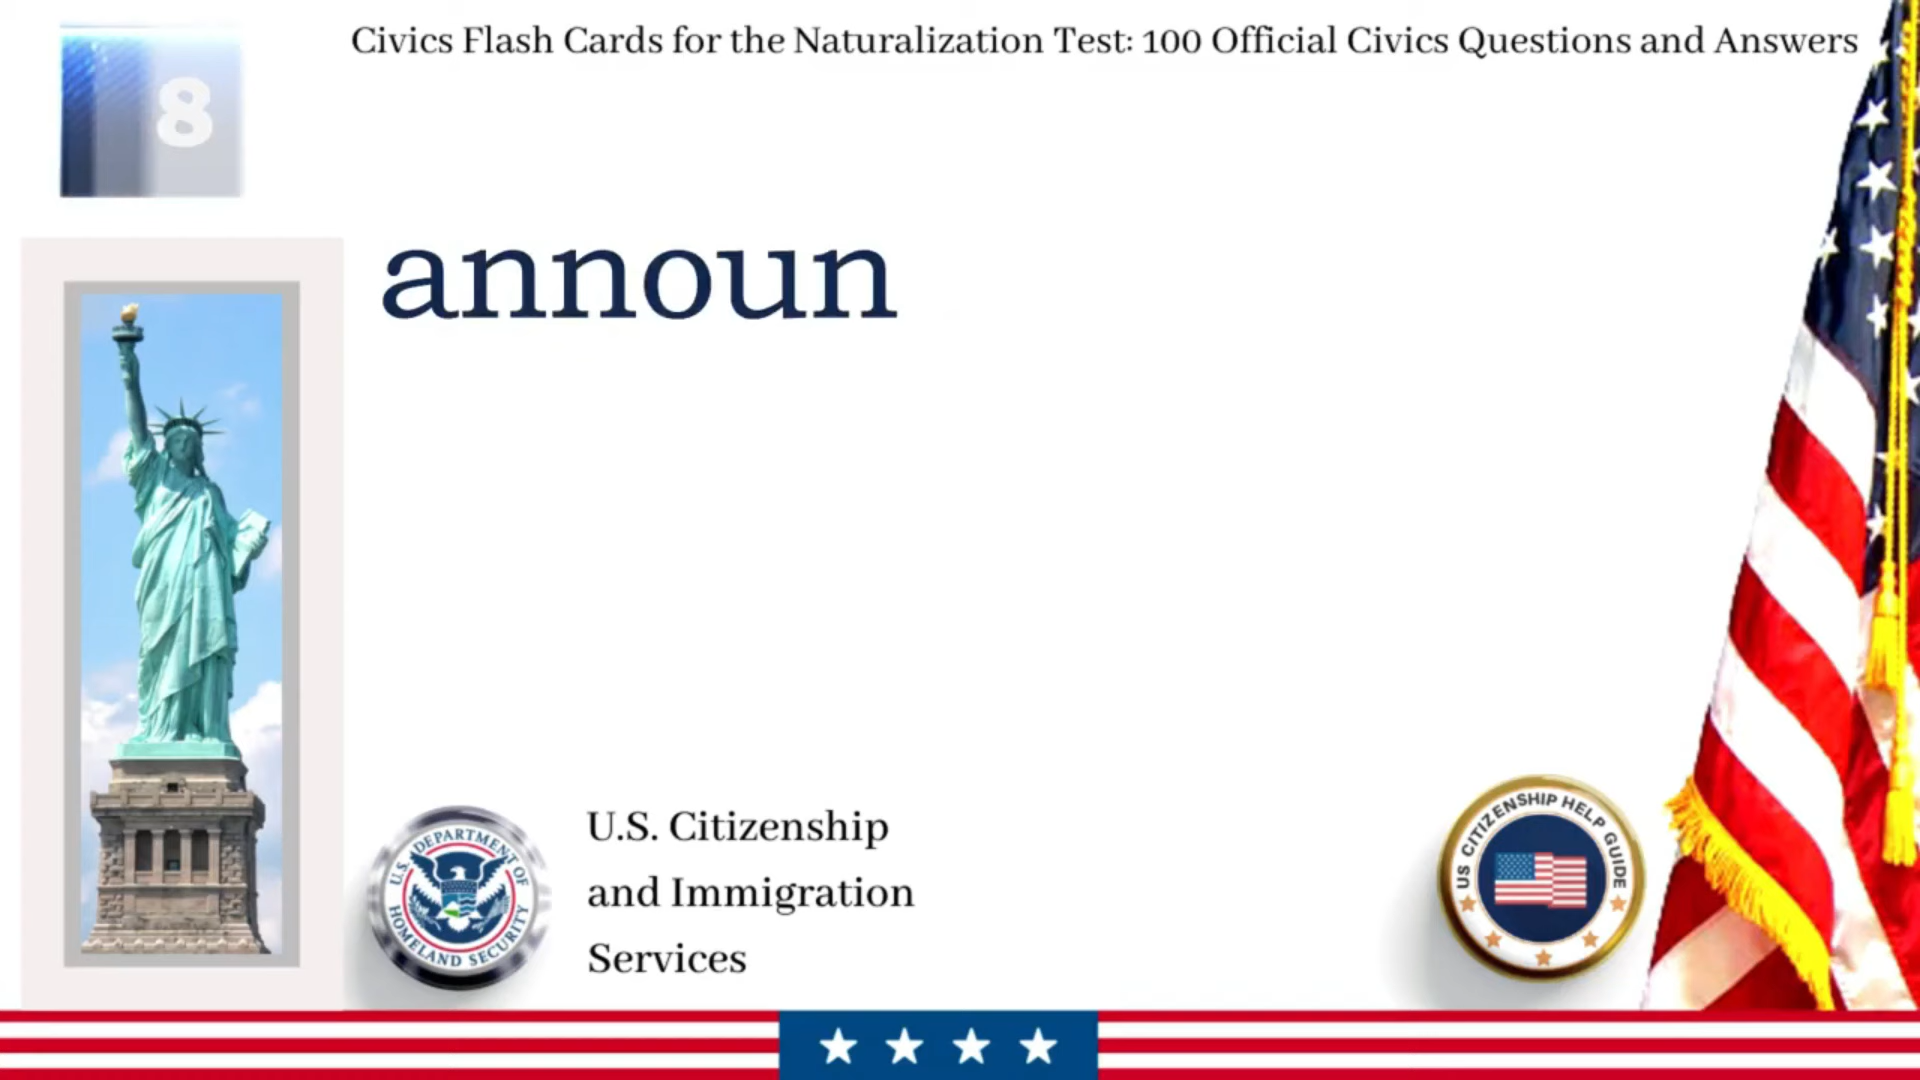 Civics Flash Cards for the Naturalization Test: 100 Official Civics Questions and Answers
8
announ
U.S. Citizenship
and Immigration
Services
U.S. DEPARTMENT OF
HOMELAND SECURITY
US CITIZENSHIP HELP GUIDE